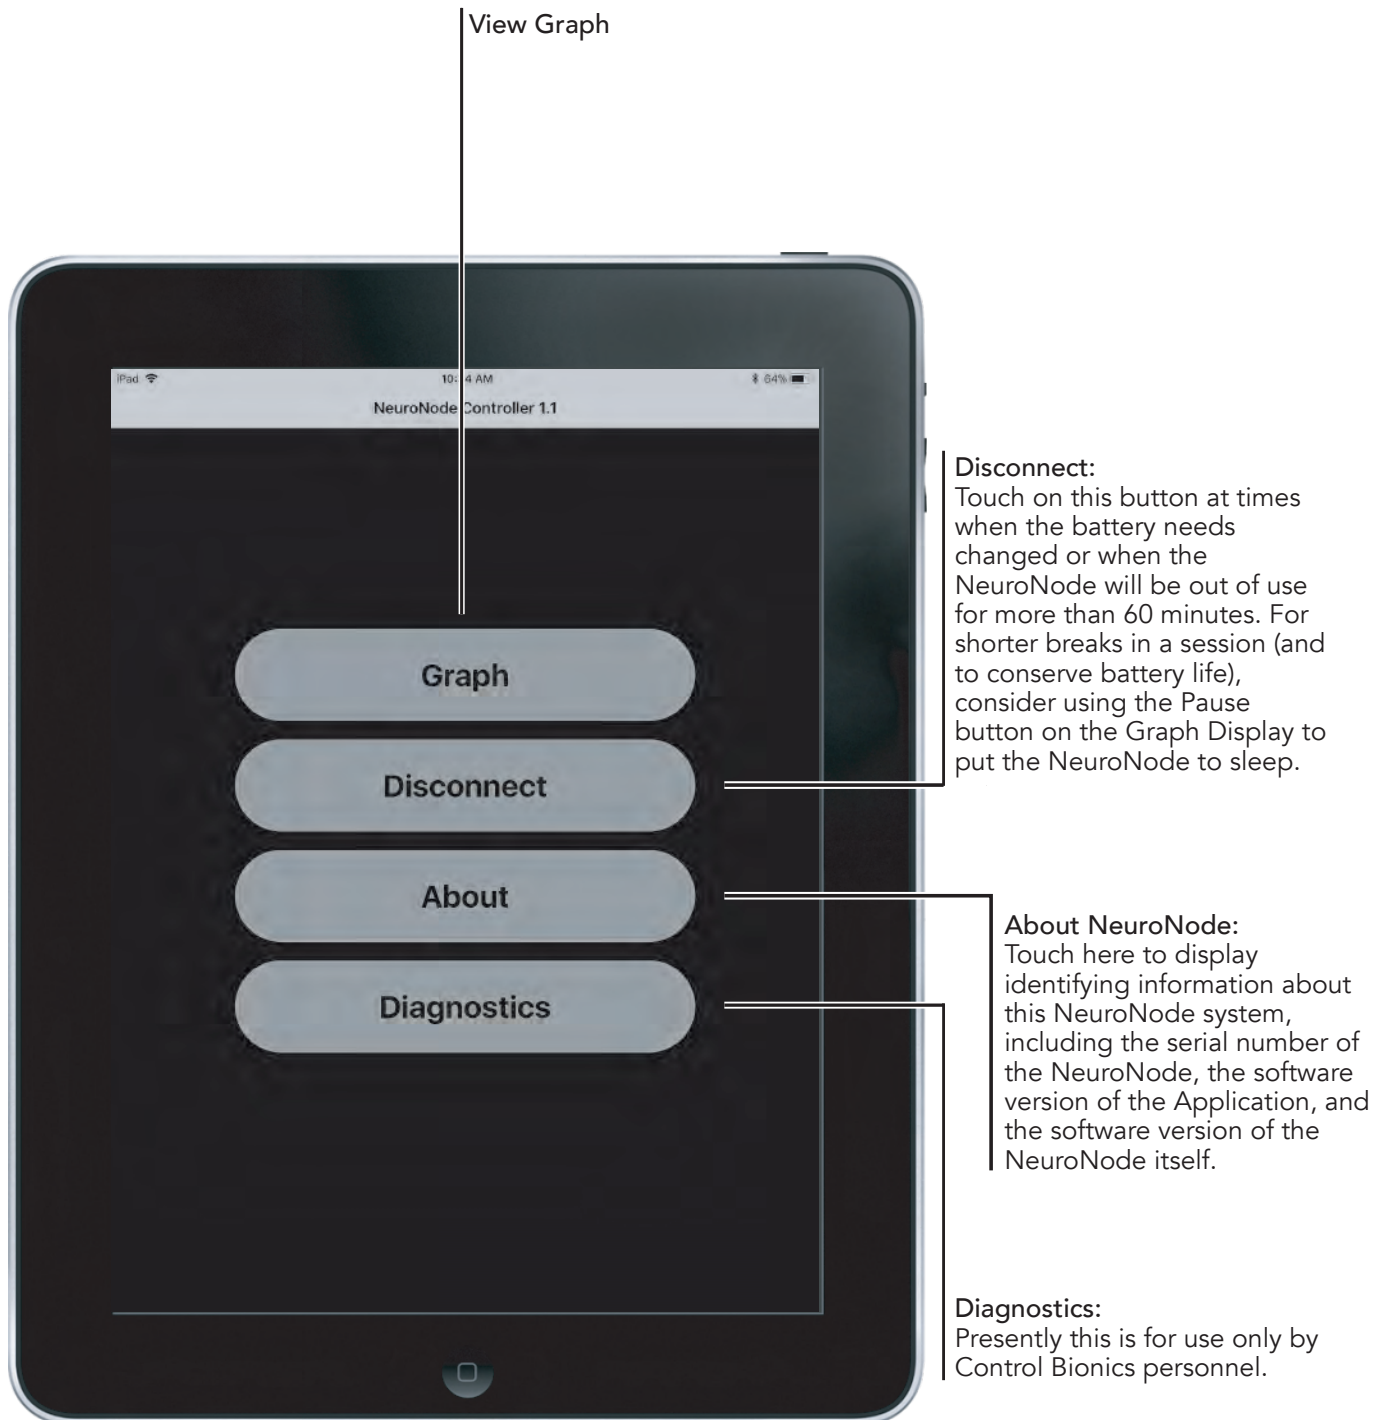 View Graph
iPad
AM
64%
NeuroNode Controller 1.1
Graph
Disconnect
About
Diagnostics
Disconnect:
Touch on this button at times
when the battery needs
changed or when the
NeuroNode will be out of use
for more than 60 minutes. For
shorter breaks in a session (and
to conserve battery life),
consider using the Pause
button on the Graph Display to
put the NeuroNode to sleep.
About NeuroNode:
Touch here to display
identifying information about
this NeuroNode system,
including the serial number of
the NeuroNode, the software
version of the Application, and
the software version of the
NeuroNode itself.
Diagnostics:
Presently this is for use only by
Control Bionics personnel.